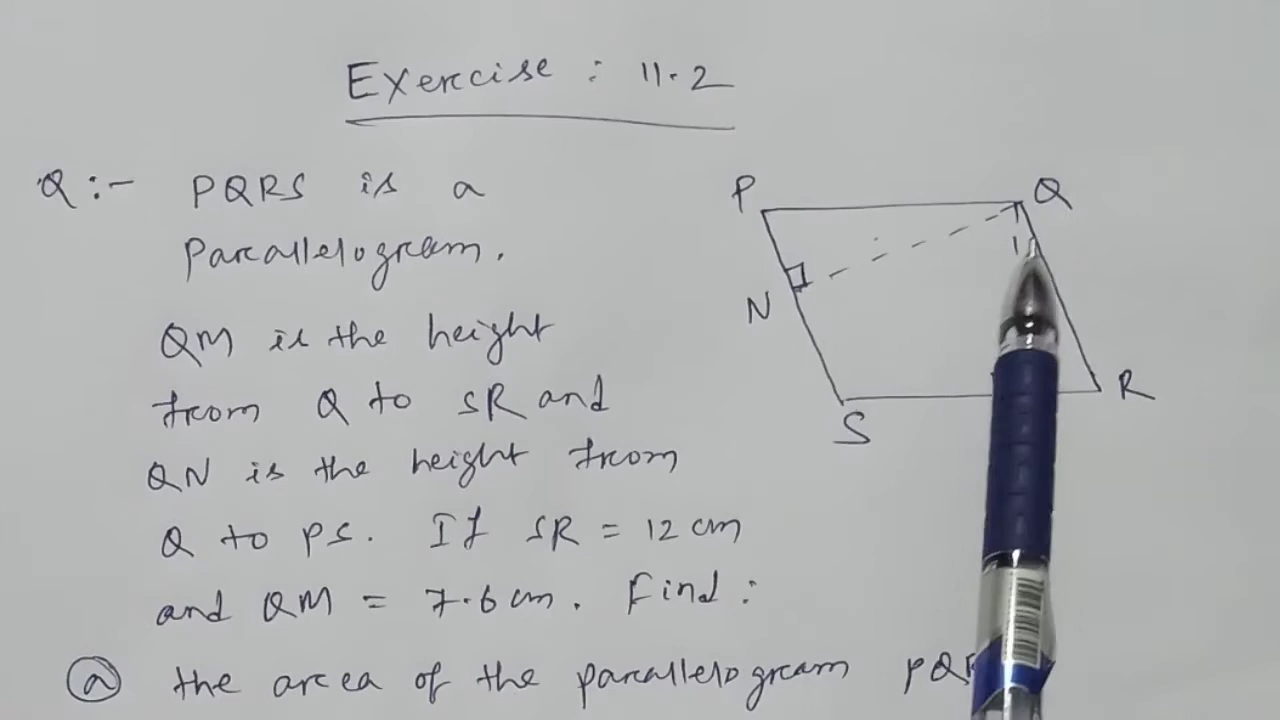 Exercise : 11.2
Q :- PQRS is a
Parallelogram.
QM is the height
from Q to SR and
QN is the height from
Q to PS. If SR = 12 cm
and QM = 7.6 cm. Find :
(a) the area of the parallelogram
P
Q
N
S
R